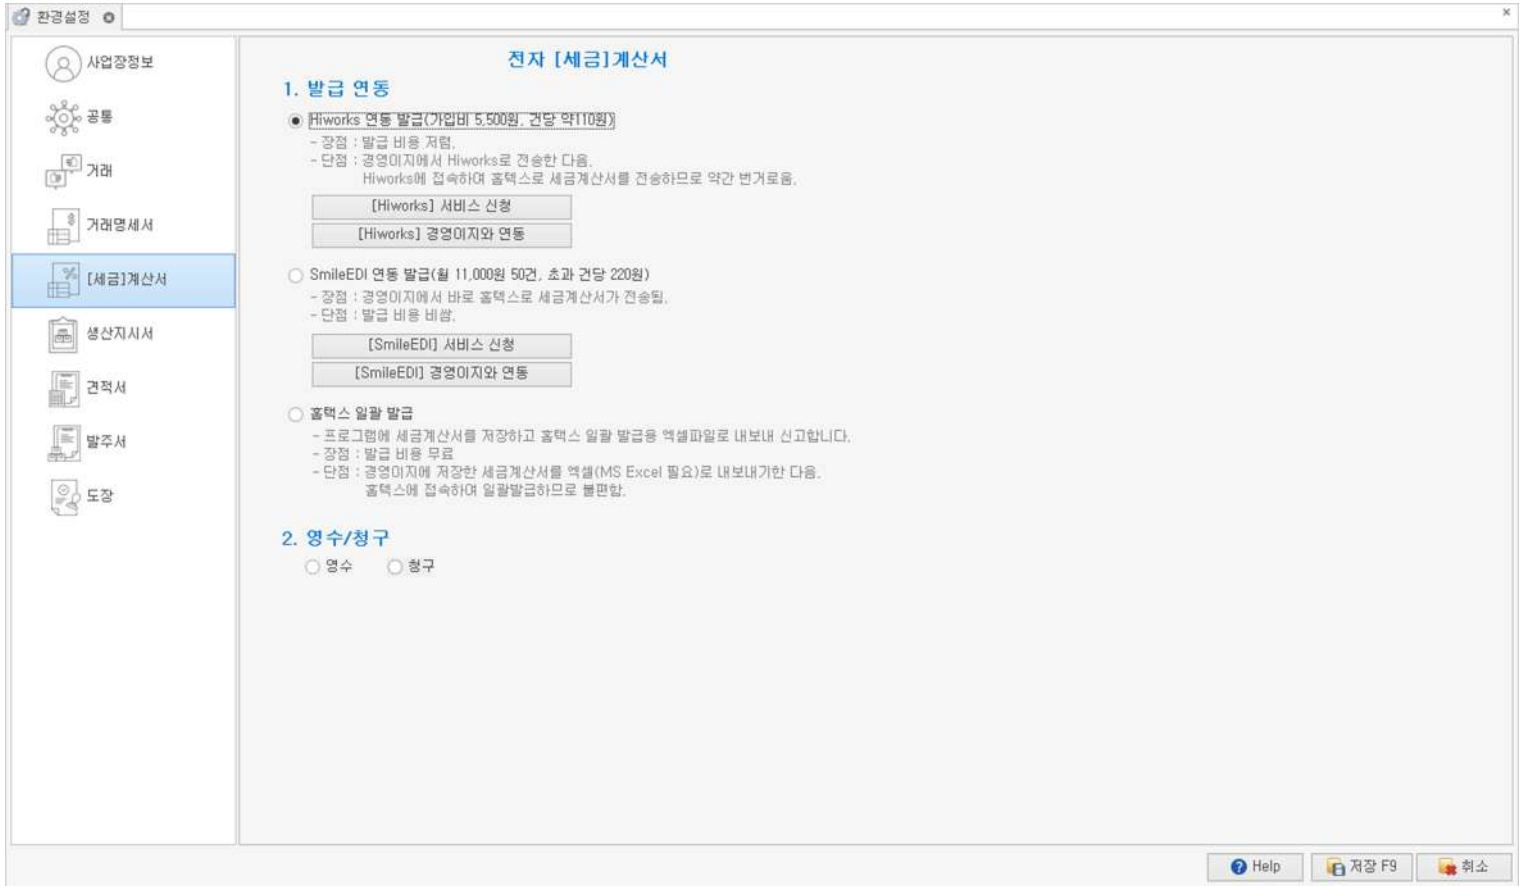 환경설정
사업장정보
공통
거래
거래명세서
[세금]계산서
생산지시서
견적서
발주서
도장
전자 [세금]계산서
1. 발급 연동
Hiworks 연동 발급(가입비 5,500원, 건당 약110원)
- 장점 : 발급 비용 저렴.
- 단점 : 경영이지에서 Hiworks로 전송한 다음,
Hiworks에 접속하여 홈텍스로 세금계산서를 전송하므로 약간 번거로움.
[Hiworks] 서비스 신청
[Hiworks] 경영이지와 연동
SmileEDI 연동 발급(월 11,000원 50건, 초과 건당 220원)
- 장점 : 경영이지에서 바로 홈텍스로 세금계산서가 전송됨.
- 단점 : 발급 비용 비쌈.
[SmileEDI] 서비스 신청
[SmileEDI] 경영이지와 연동
홈택스 일괄 발급
- 프로그램에 세금계산서를 저장하고 홈택스 일괄 발급용 엑셀파일로 내보내 신고합니다.
- 장점 : 발급 비용 무료
- 단점 : 경영이지에 저장한 세금계산서를 엑셀(MS Excel 필요)로 내보내기한 다음,
홈택스에 접속하여 일괄발급하므로 불편함.
2. 영수/청구
영수 청구
Help 저장 F9 취소